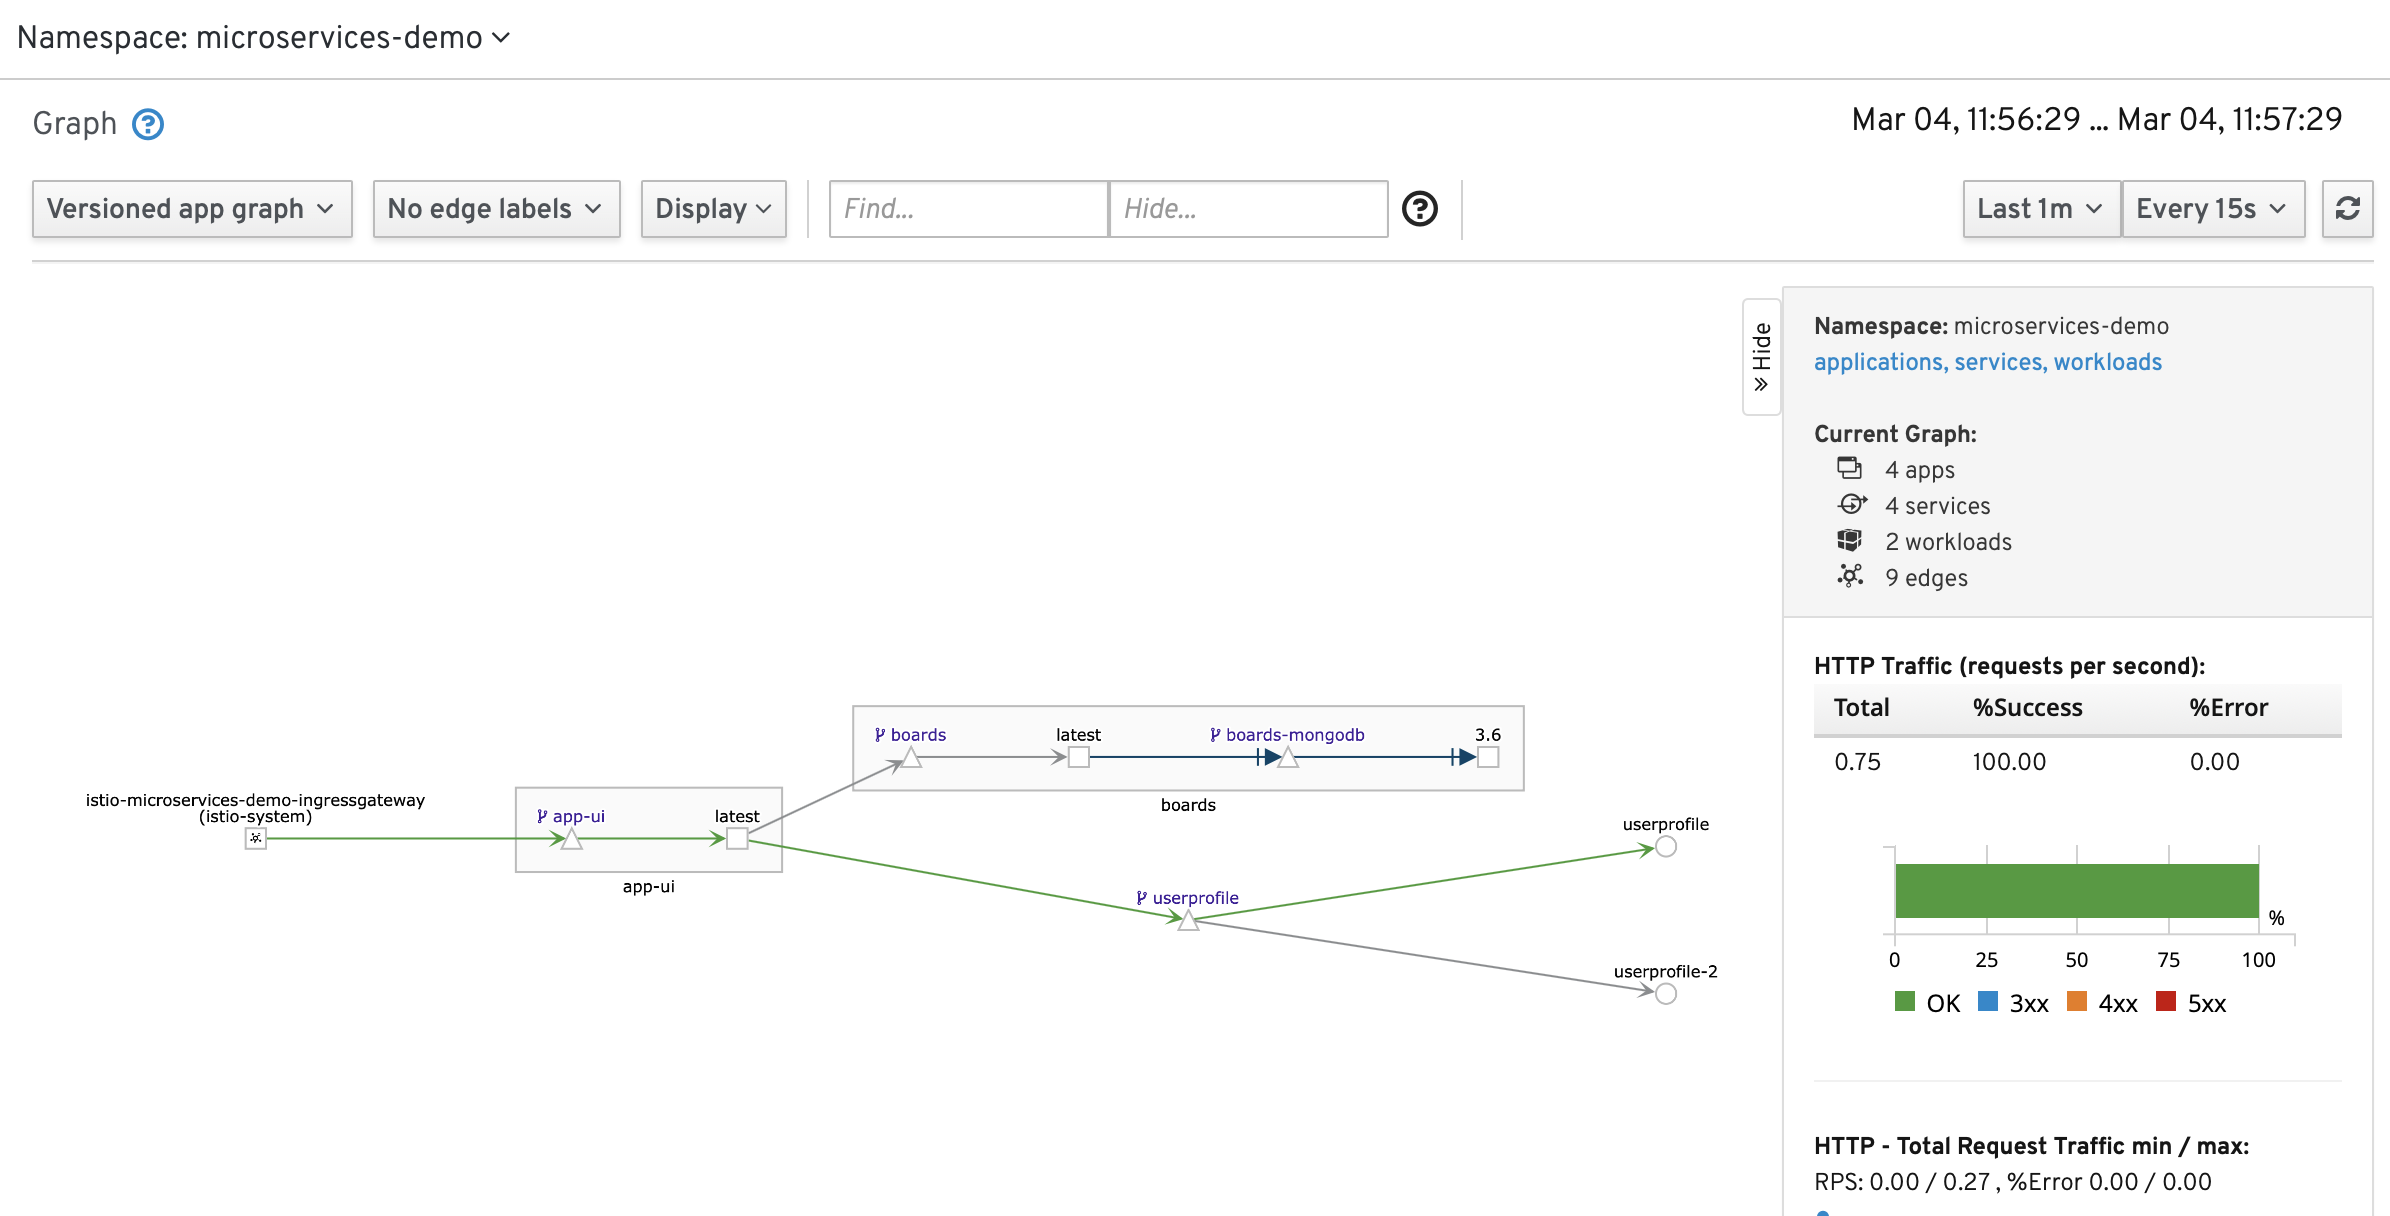 Namespace: microservices-demo
Graph
Mar 04, 11:56:29 ... Mar 04, 11:57:29
Versioned app graph
No edge labels
Display
Find...
Hide...
Last 1m
Every 15s
Hide
Namespace: microservices-demo
applications, services, workloads
Current Graph:
4 apps
4 services
2 workloads
9 edges
HTTP Traffic (requests per second):
Total %Success %Error
0.75 100.00 0.00
%
0 25 50 75 100
OK 3xx 4xx 5xx
HTTP - Total Request Traffic min / max:
RPS: 0.00 / 0.27 , %Error 0.00 / 0.00
istio-microservices-demo-ingressgateway
(istio-system)
app-ui
latest
app-ui
boards
latest
boards-mongodb
3.6
boards
userprofile
userprofile
userprofile-2